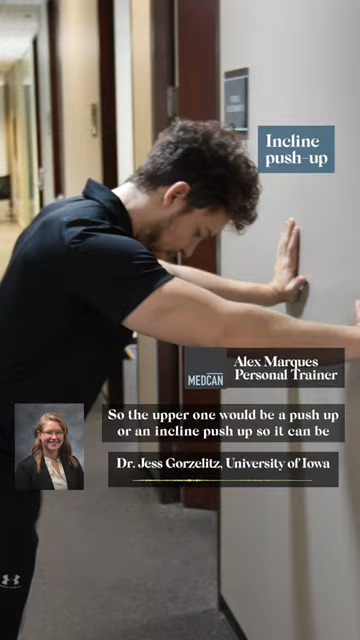 Incline
push-up
MEDCAN
Alex Marques
Personal Trainer
So the upper one would be a push up
or an incline push up so it can be
Dr. Jess Gorzelitz, University of Iowa